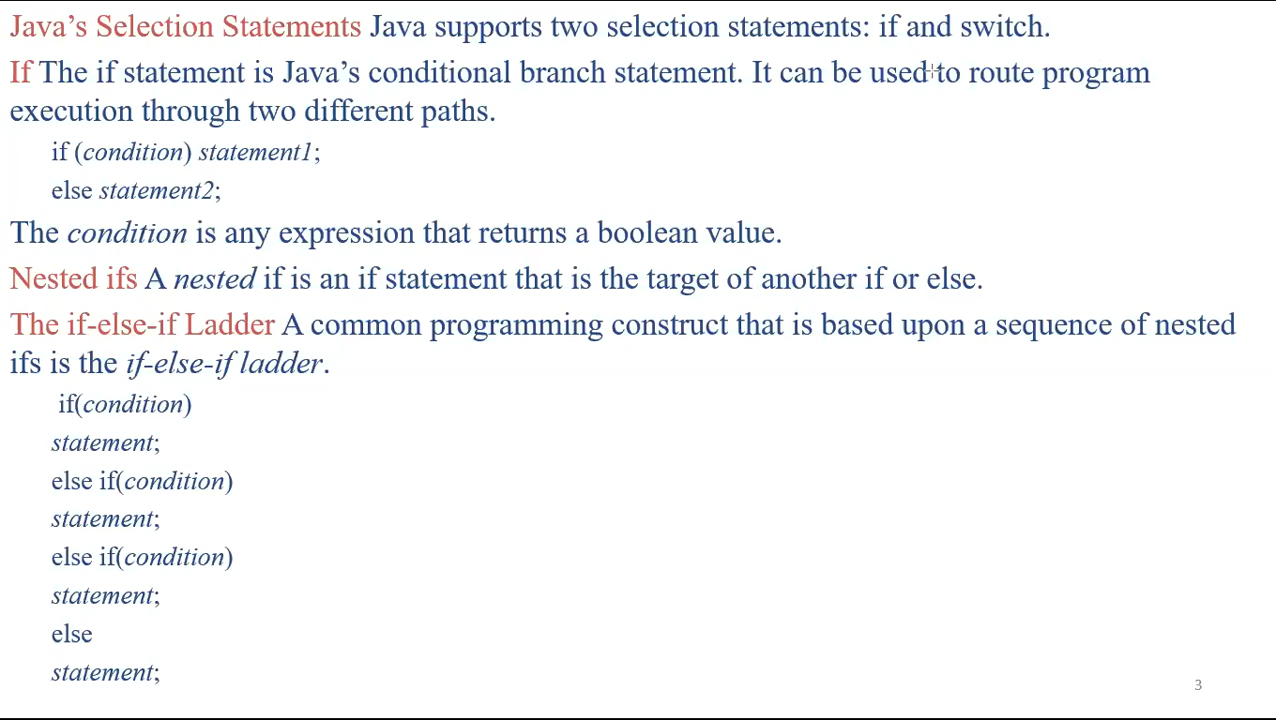 Java’s Selection Statements Java supports two selection statements: if and switch.
If The if statement is Java’s conditional branch statement. It can be used to route program
execution through two different paths.
if (condition) statement1;
else statement2;
The condition is any expression that returns a boolean value.
Nested ifs A nested if is an if statement that is the target of another if or else.
The if-else-if Ladder A common programming construct that is based upon a sequence of nested
ifs is the if-else-if ladder.
if(condition)
statement;
else if(condition)
statement;
else if(condition)
statement;
else
statement;
3